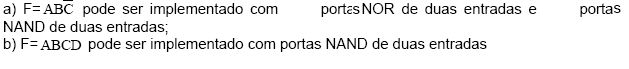 a) F= ABC̅ pode ser implementado com portas NOR de duas entradas e portas
NAND de duas entradas;
b) F= ABCD pode ser implementado com portas NAND de duas entradas